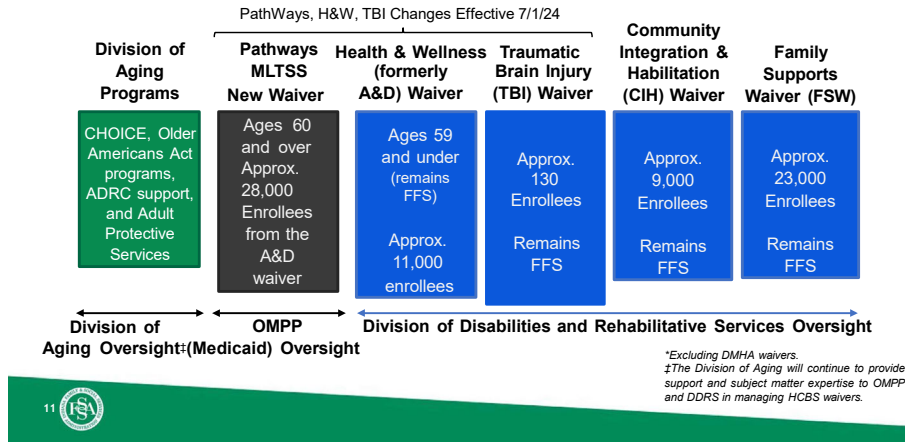 PathWays, H&W, TBI Changes Effective 7/1/24
Division of
Aging
Programs
Pathways
MLTSS
New Waiver
Health & Wellness
(formerly
A&D) Waiver
Traumatic
Brain Injury
(TBI) Waiver
Community
Integration &
Habilitation
(CIH) Waiver
Family
Supports
Waiver (FSW)
CHOICE, Older
Americans Act
programs,
ADRC support,
and Adult
Protective
Services
Ages 60
and over
Approx.
28,000
Enrollees
from the
A&D
waiver
Ages 59
and under
(remains
FFS)
Approx.
11,000
enrollees
Approx.
130
Enrollees
Remains
FFS
Approx.
9,000
Enrollees
Remains
FFS
Approx.
23,000
Enrollees
Remains
FFS
Division of
Aging Oversight‡
OMPP
(Medicaid) Oversight
Division of Disabilities and Rehabilitative Services Oversight
*Excluding DMHA waivers.
‡The Division of Aging will continue to provide
support and subject matter expertise to OMPP
and DDRS in managing HCBS waivers.
11